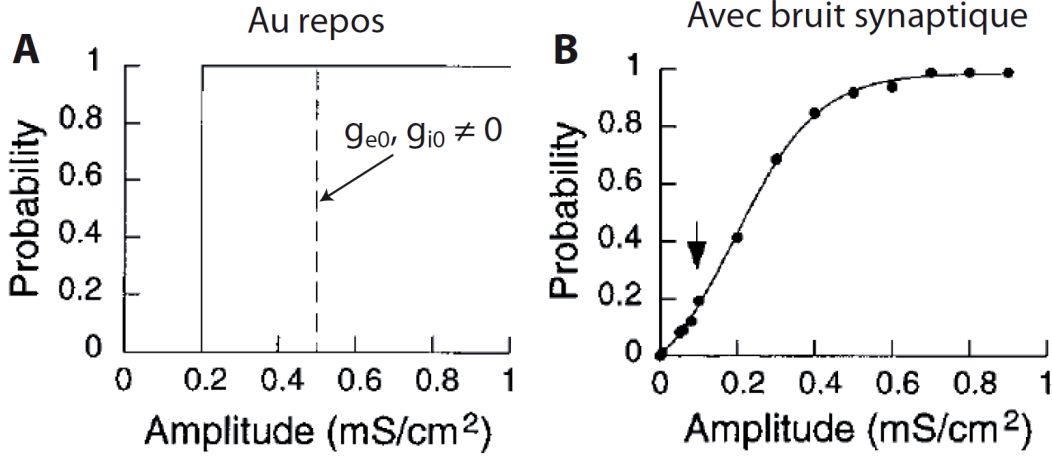 A
Au repos
Probability
1
0.8
0.6
0.4
0.2
0
g_e0, g_i0 ≠ 0
0 0.2 0.4 0.6 0.8 1
Amplitude (mS/cm²)
B
Avec bruit synaptique
Probability
1
0.8
0.6
0.4
0.2
0
0 0.2 0.4 0.6 0.8 1
Amplitude (mS/cm²)